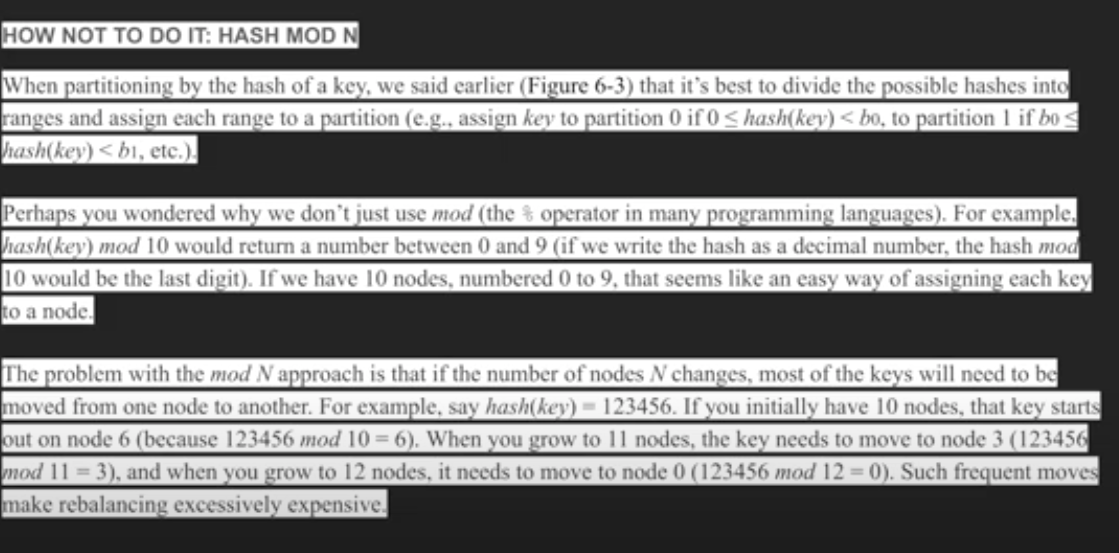 HOW NOT TO DO IT: HASH MOD N
When partitioning by the hash of a key, we said earlier (Figure 6-3) that it’s best to divide the possible hashes into
ranges and assign each range to a partition (e.g., assign key to partition 0 if 0 ≤ hash(key) < b0, to partition 1 if b0 ≤
hash(key) < b1, etc.).
Perhaps you wondered why we don’t just use mod (the % operator in many programming languages). For example,
hash(key) mod 10 would return a number between 0 and 9 (if we write the hash as a decimal number, the hash mod
10 would be the last digit). If we have 10 nodes, numbered 0 to 9, that seems like an easy way of assigning each key
to a node.
The problem with the mod N approach is that if the number of nodes N changes, most of the keys will need to be
moved from one node to another. For example, say hash(key) = 123456. If you initially have 10 nodes, that key starts
out on node 6 (because 123456 mod 10 = 6). When you grow to 11 nodes, the key needs to move to node 3 (123456
mod 11 = 3), and when you grow to 12 nodes, it needs to move to node 0 (123456 mod 12 = 0). Such frequent moves
make rebalancing excessively expensive.